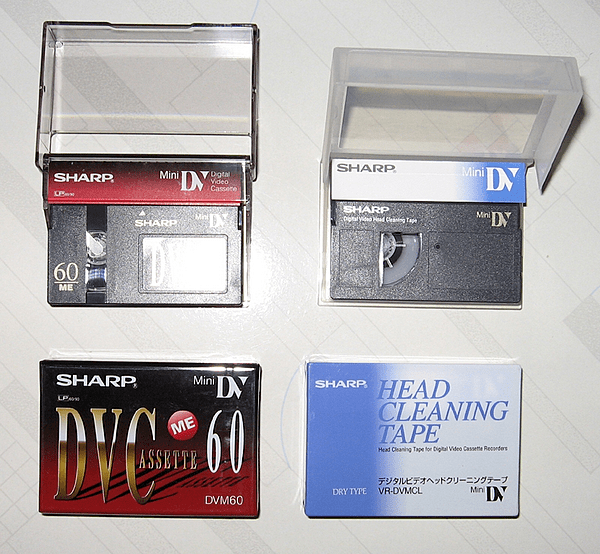 SHARP
Mini DV Digital Video Cassette
LP 60/90
SHARP
Mini DV
60
ME
DV
SHARP
Mini DV
SHARP
Digital Video Head Cleaning Tape
Mini DV
SHARP
Mini DV
LP 60/90
DVC
CASSETTE
ME
60
Cassette
DVM60
SHARP
HEAD
CLEANING
TAPE
Head Cleaning Tape for Digital Video Cassette Recorders
デジタルビデオヘッドクリーニングテープ
DRY TYPE VR-DVMCL Mini DV